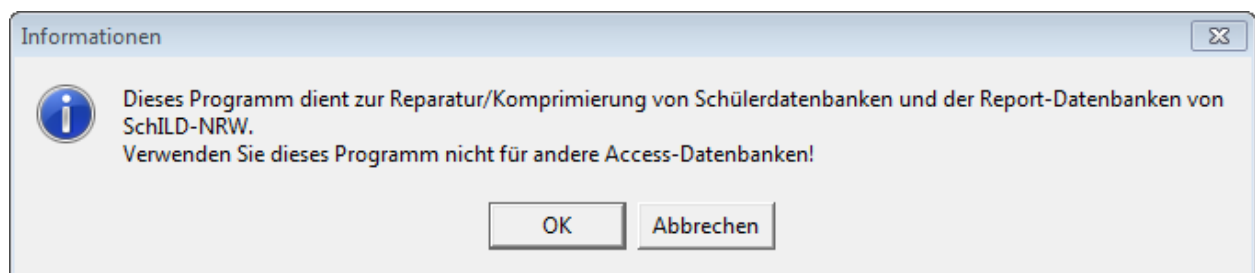 Informationen
Dieses Programm dient zur Reparatur/Komprimierung von Schülerdatenbanken und der Report-Datenbanken von
SchILD-NRW.
Verwenden Sie dieses Programm nicht für andere Access-Datenbanken!
OK
Abbrechen